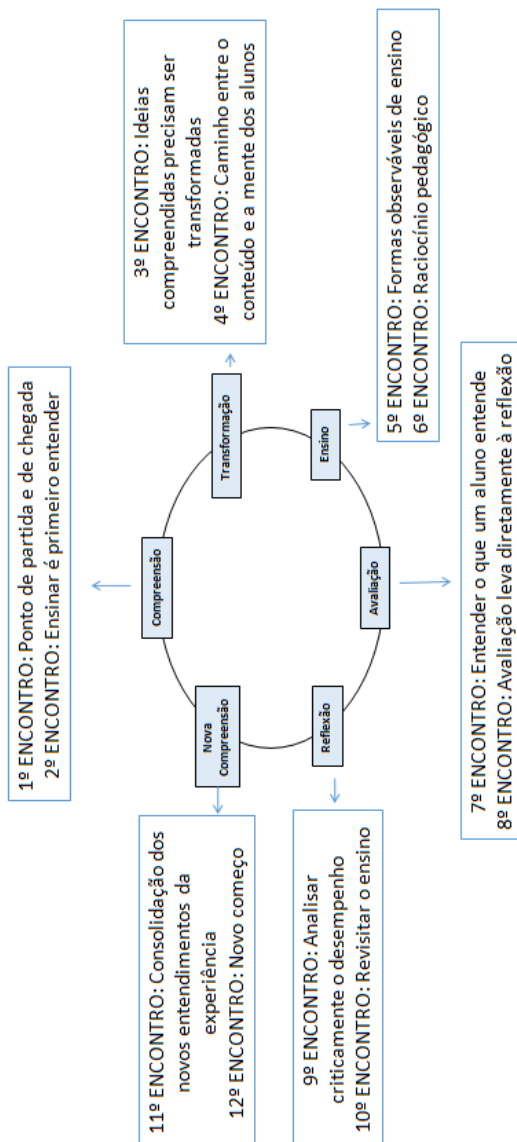 1º ENCONTRO: Ponto de partida e de chegada
2º ENCONTRO: Ensinar é primeiro entender
3º ENCONTRO: Ideias
compreendidas precisam ser
transformadas
4º ENCONTRO: Caminho entre o
conteúdo e a mente dos alunos
5º ENCONTRO: Formas observáveis de ensino
6º ENCONTRO: Raciocínio pedagógico
7º ENCONTRO: Entender o que um aluno entende
8º ENCONTRO: Avaliação leva diretamente à reflexão
9º ENCONTRO: Analisar
criticamente o desempenho
10º ENCONTRO: Revisitar o ensino
11º ENCONTRO: Consolidação dos
novos entendimentos da
experiência
12º ENCONTRO: Novo começo
Compreensão
Transformação
Ensino
Avaliação
Reflexão
Nova
Compreensão